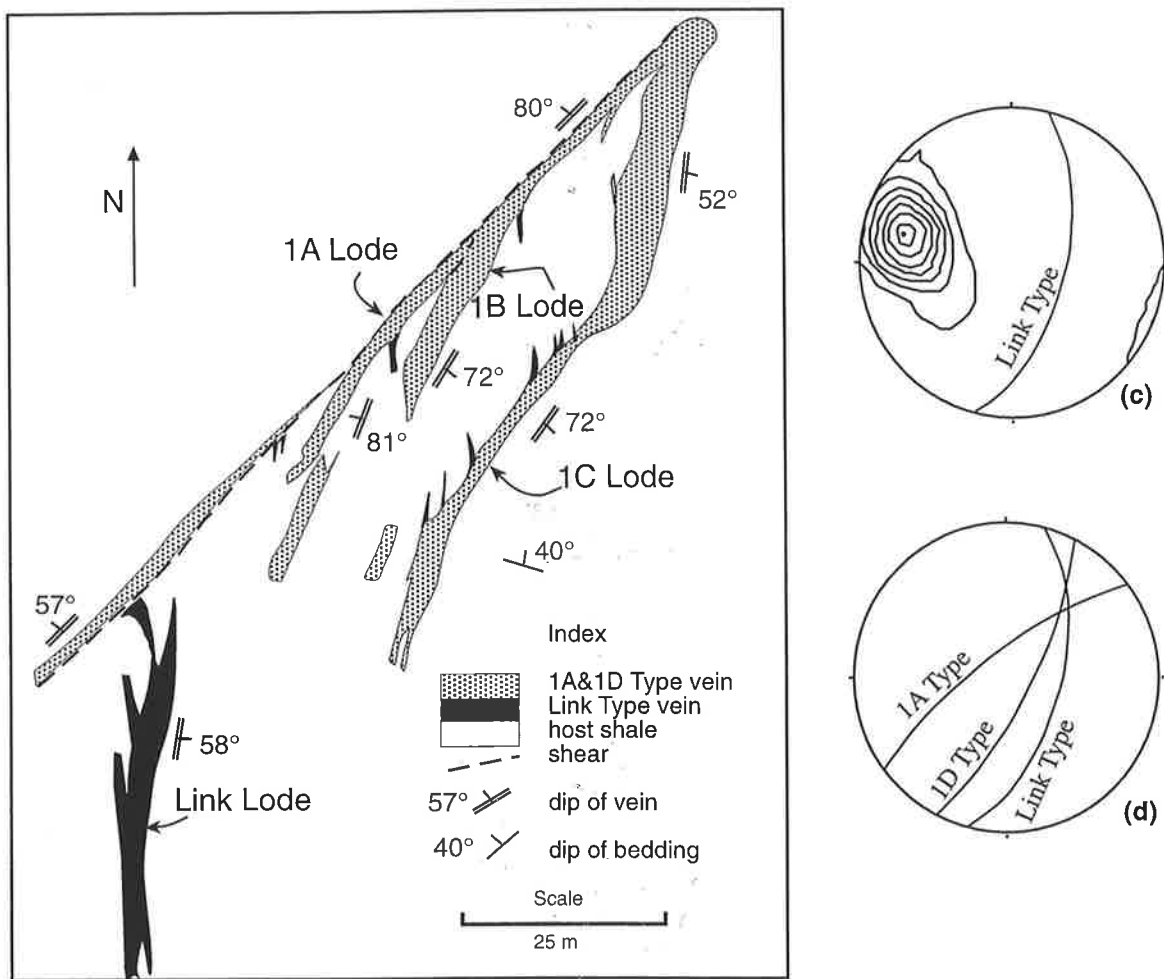 N
80°
52°
1A Lode
1B Lode
72°
81°
72°
1C Lode
40°
57°
58°
Link Lode
Index
1A&1D Type vein
Link Type vein
host shale
shear
57° dip of vein
40° dip of bedding
Scale
25 m
Link Type
(c)
1A Type
1D Type
Link Type
(d)